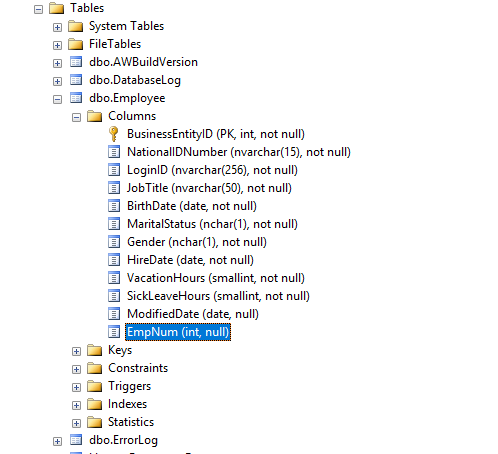 Tables
System Tables
FileTables
dbo.AWBuildVersion
dbo.DatabaseLog
dbo.Employee
Columns
BusinessEntityID (PK, int, not null)
NationalIDNumber (nvarchar(15), not null)
LoginID (nvarchar(256), not null)
JobTitle (nvarchar(50), not null)
BirthDate (date, not null)
MaritalStatus (nchar(1), not null)
Gender (nchar(1), not null)
HireDate (date, not null)
VacationHours (smallint, not null)
SickLeaveHours (smallint, not null)
ModifiedDate (date, null)
EmpNum (int, null)
Keys
Constraints
Triggers
Indexes
Statistics
dbo.ErrorLog